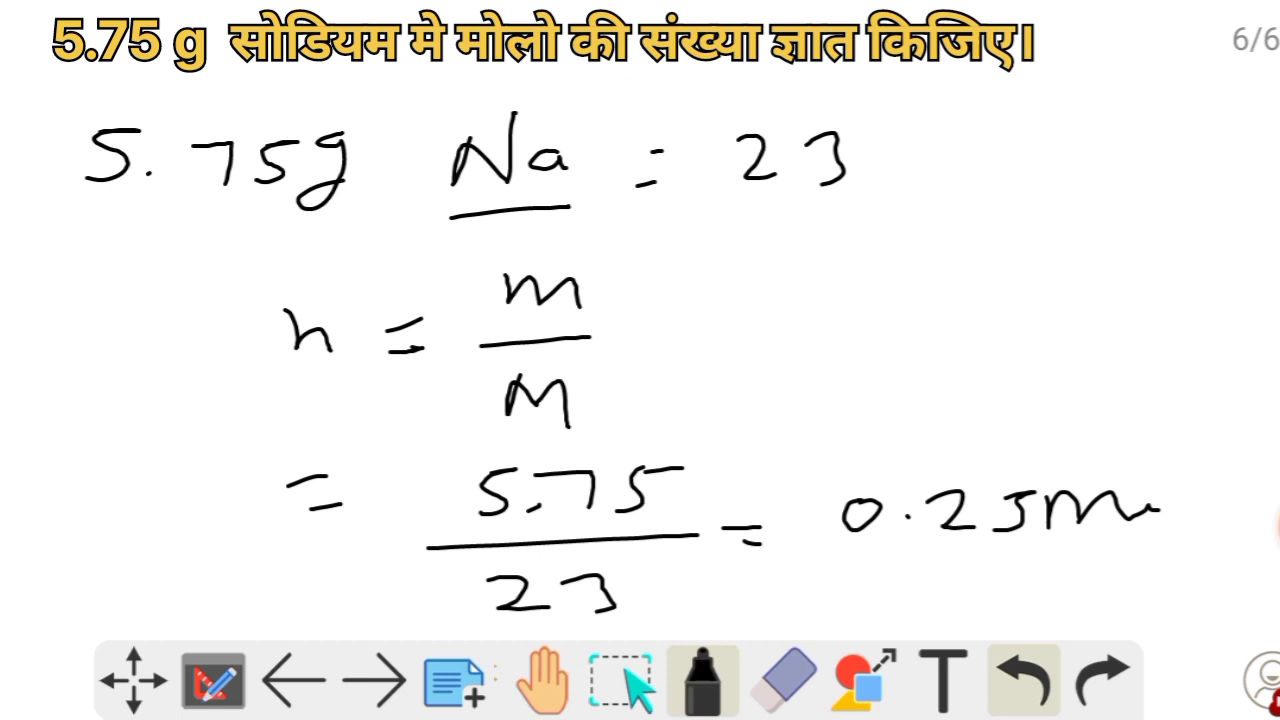 5.75 g सोडियम मे मोलो की संख्या ज्ञात किजिए।
6/6
5.75g Na = 23
n = m
M
= 5.75 = 0.25m
23
T